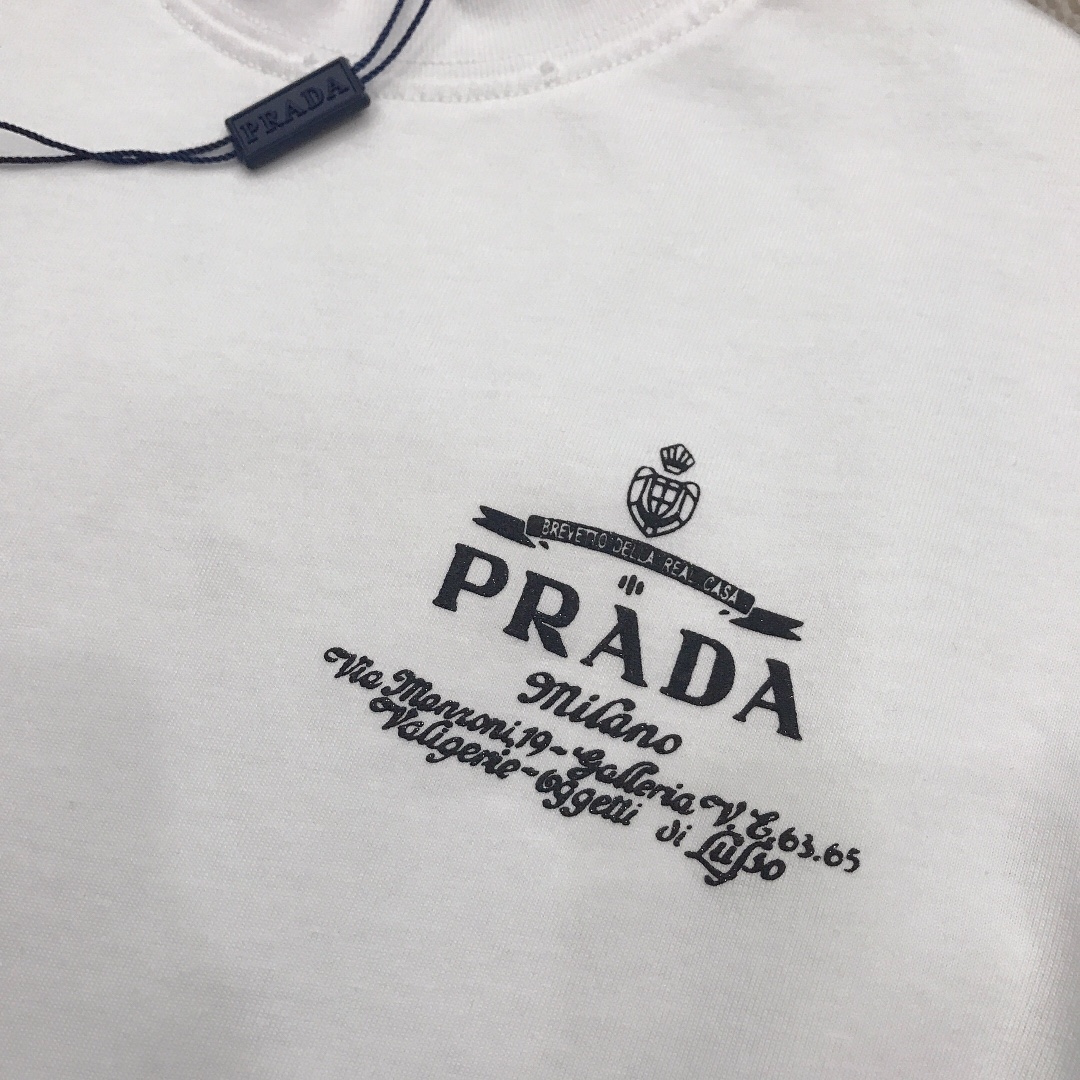 PRADA
BREVETTO DELLA REAL CASA
PRADA
Milano
Via Manzoni, 19 - Galleria V. E. 63.65
Valigerie - Oggetti di Lusso